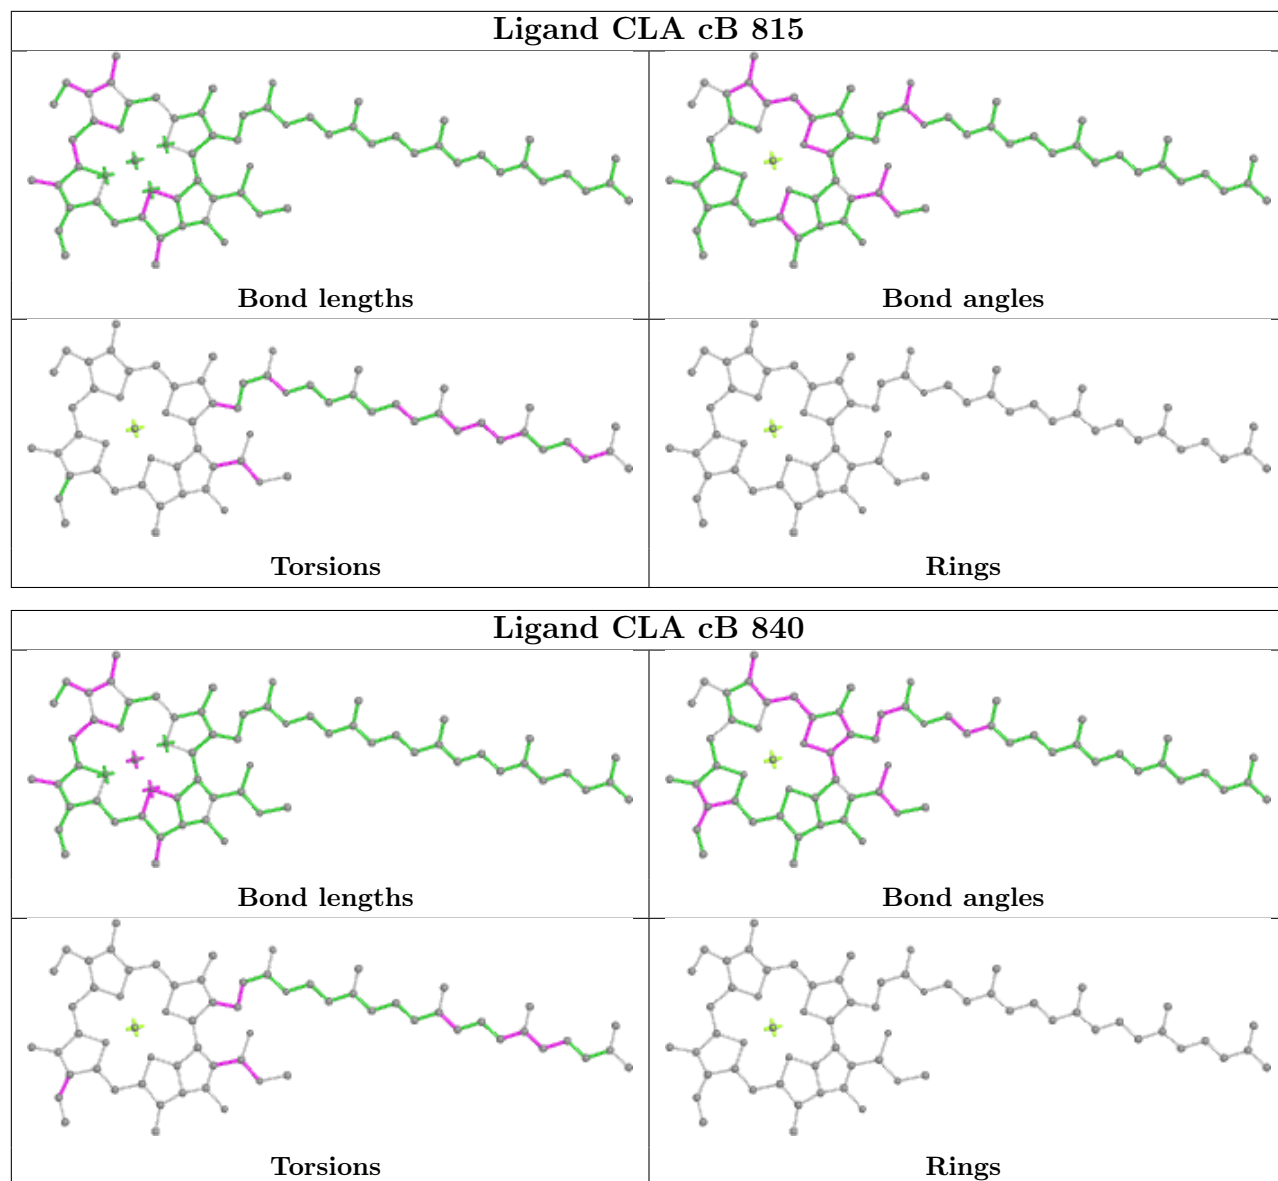 Ligand CLA cB 815
Bond lengths
Bond angles
Torsions
Rings
Ligand CLA cB 840
Bond lengths
Bond angles
Torsions
Rings